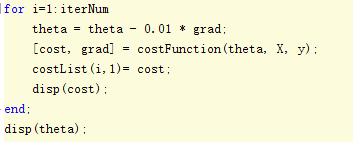 for i=1:iterNum
theta = theta - 0.01 * grad;
[cost, grad] = costFunction(theta, X, y);
costList(i,1)= cost;
disp(cost);
end;
disp(theta);